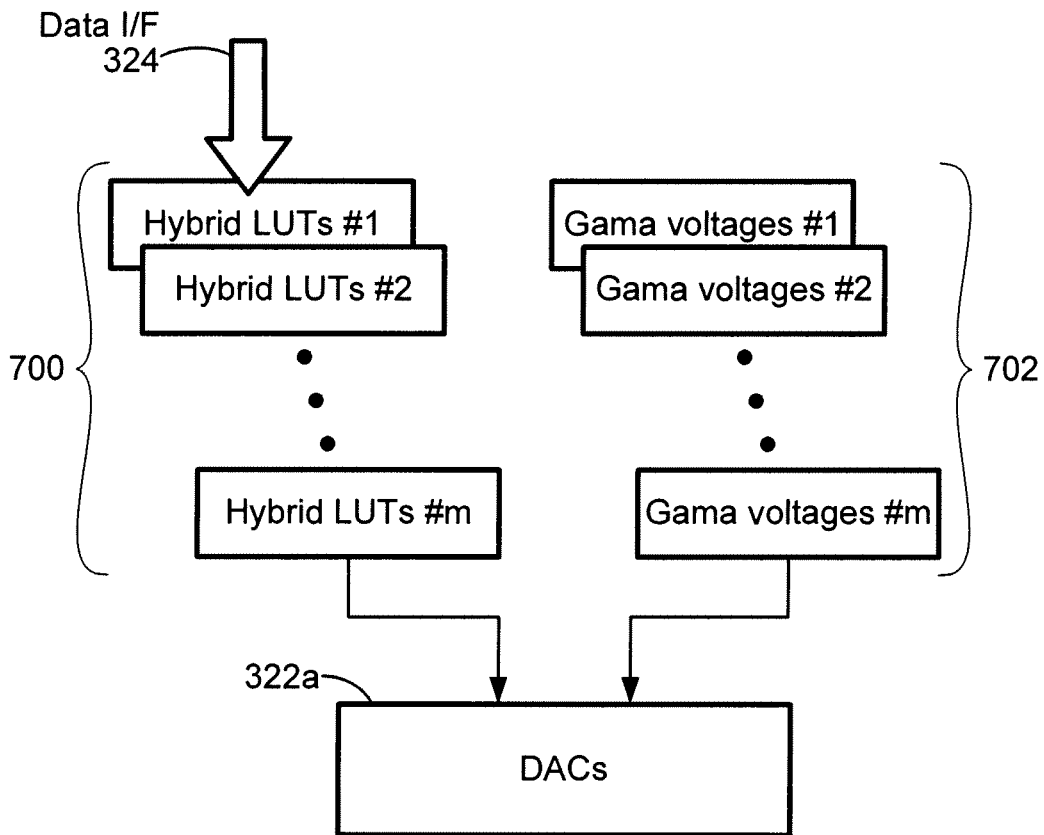 Data I/F
324
Hybrid LUTs #1
Gama voltages #1
Hybrid LUTs #2
Gama voltages #2
700
702
Hybrid LUTs #m
Gama voltages #m
322a
DACs